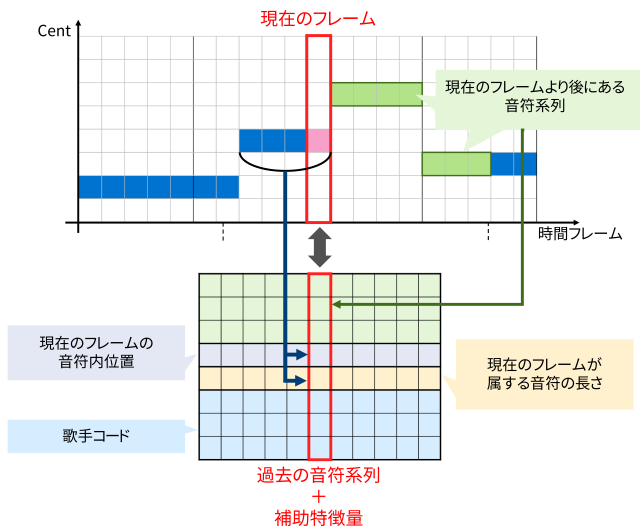 現在のフレーム
Cent
現在のフレームより後にある
音符系列
時間フレーム
現在のフレームの
音符内位置
現在のフレームが
属する音符の長さ
歌手コード
過去の音符系列
+
補助特徴量